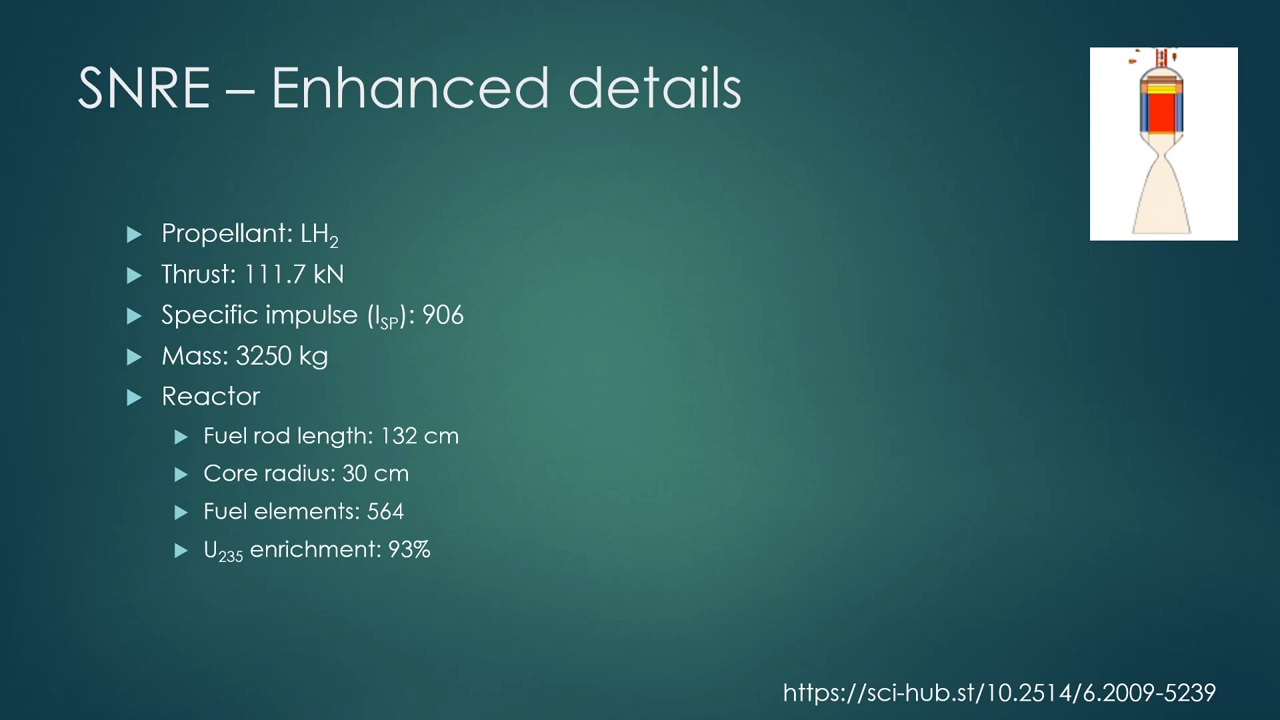 SNRE – Enhanced details
Propellant: LH₂
Thrust: 111.7 kN
Specific impulse (I_SP): 906
Mass: 3250 kg
Reactor
Fuel rod length: 132 cm
Core radius: 30 cm
Fuel elements: 564
U₂₃₅ enrichment: 93%
https://sci-hub.st/10.2514/6.2009-5239